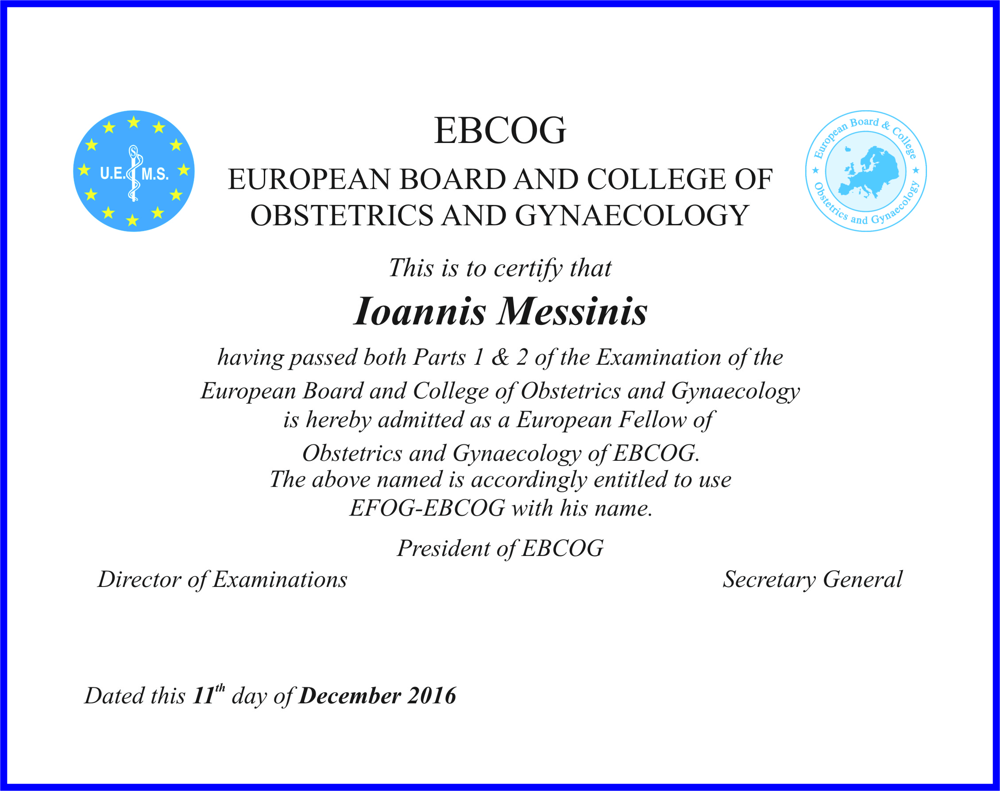 EBCOG
EUROPEAN BOARD AND COLLEGE OF
OBSTETRICS AND GYNAECOLOGY
U.E. S M.S.
European Board & College
Obstetrics and Gynaecology
This is to certify that
Ioannis Messinis
having passed both Parts 1 & 2 of the Examination of the
European Board and College of Obstetrics and Gynaecology
is hereby admitted as a European Fellow of
Obstetrics and Gynaecology of EBCOG.
The above named is accordingly entitled to use
EFOG-EBCOG with his name.
President of EBCOG
Director of Examinations
Secretary General
Dated this 11th day of December 2016